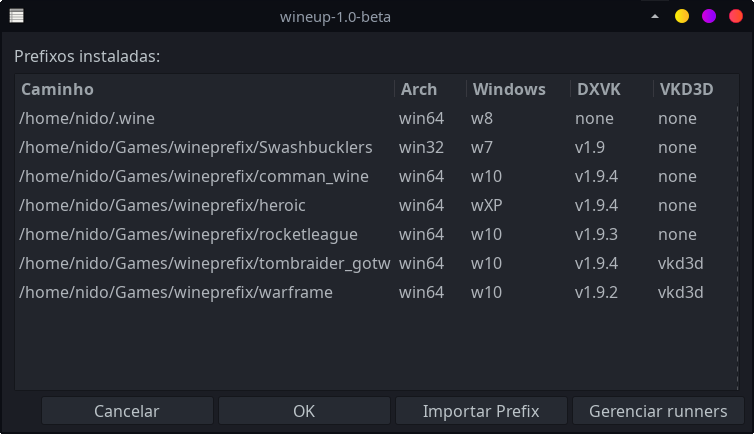 wineup-1.0-beta
Prefixos instaladas:
Caminho Arch Windows DXVK VKD3D
/home/nido/.wine win64 w8 none none
/home/nido/Games/wineprefix/Swashbucklers win32 w7 v1.9 none
/home/nido/Games/wineprefix/comman_wine win64 w10 v1.9.4 none
/home/nido/Games/wineprefix/heroic win64 wXP v1.9.4 none
/home/nido/Games/wineprefix/rocketleague win64 w10 v1.9.3 none
/home/nido/Games/wineprefix/tombraider_gotw win64 w10 v1.9.4 vkd3d
/home/nido/Games/wineprefix/warframe win64 w10 v1.9.2 vkd3d
Cancelar OK Importar Prefix Gerenciar runners